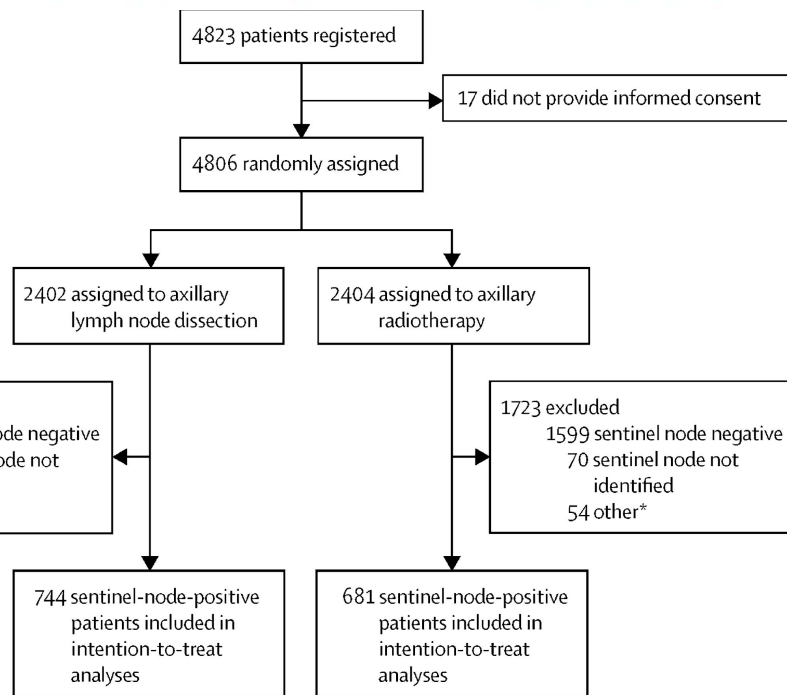 4823 patients registered
17 did not provide informed consent
4806 randomly assigned
2402 assigned to axillary
lymph node dissection
2404 assigned to axillary
radiotherapy
node negative
node not
1723 excluded
1599 sentinel node negative
70 sentinel node not
identified
54 other*
744 sentinel-node-positive
patients included in
intention-to-treat
analyses
681 sentinel-node-positive
patients included in
intention-to-treat
analyses